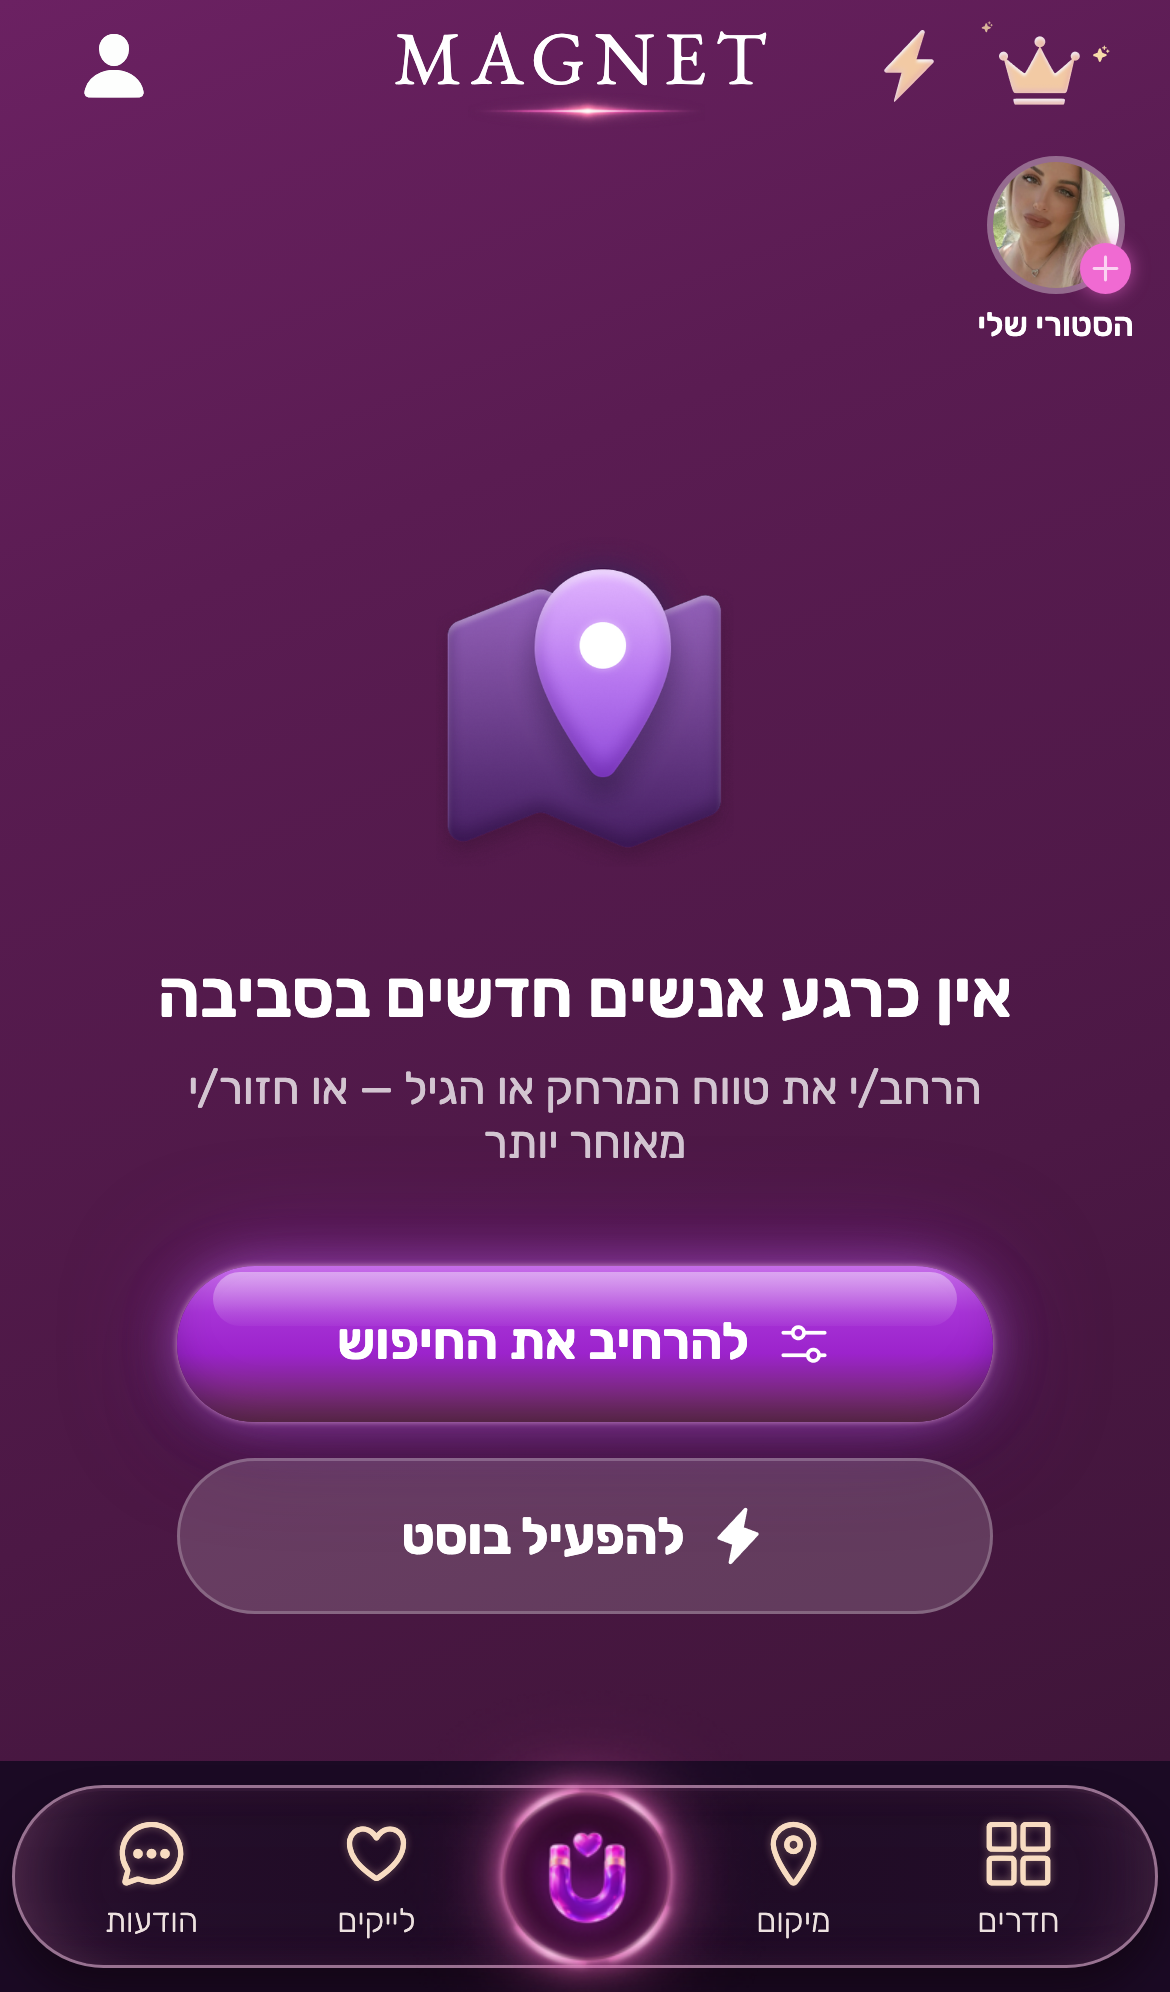 MAGNET
הסטורי שלי
אין כרגע אנשים חדשים בסביבה
הרחב/י את טווח המרחק או הגיל – או חזור/י
מאוחר יותר
להרחיב את החיפוש
להפעיל בוסט
חדרים
מיקום
לייקים
הודעות